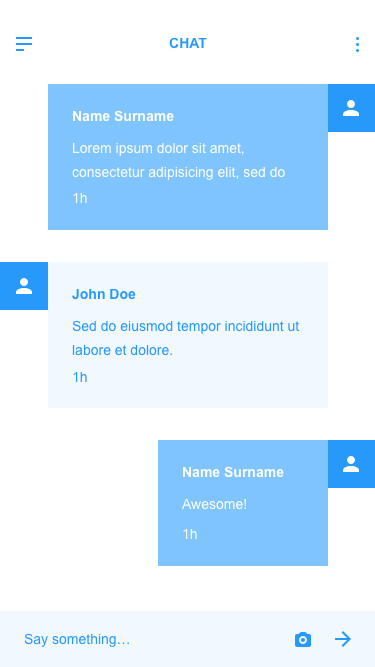 CHAT
Name Surname
Lorem ipsum dolor sit amet,
consectetur adipisicing elit, sed do
1h
John Doe
Sed do eiusmod tempor incididunt ut
labore et dolore.
1h
Name Surname
Awesome!
1h
Say something…